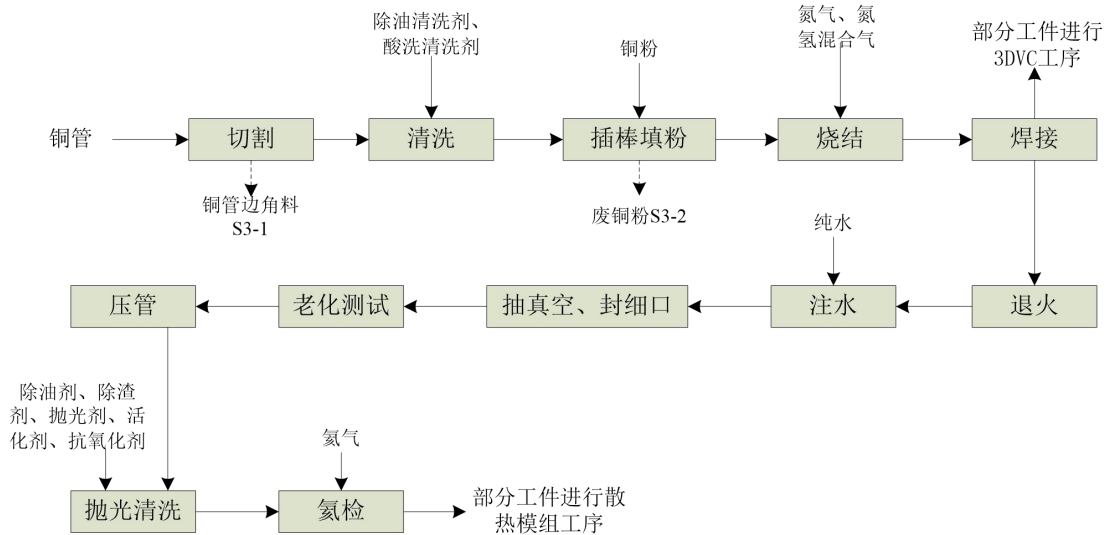 除油清洗剂、
酸洗清洗剂
铜粉
氮气、氮
氢混合气
部分工件进行
3DVC工序
铜管
切割
清洗
插棒填粉
烧结
焊接
铜管边角料
S3-1
废铜粉S3-2
纯水
压管
老化测试
抽真空、封细口
注水
退火
除油剂、除渣
剂、抛光剂、活
化剂、抗氧化剂
氦气
抛光清洗
氦检
部分工件进行散
热模组工序